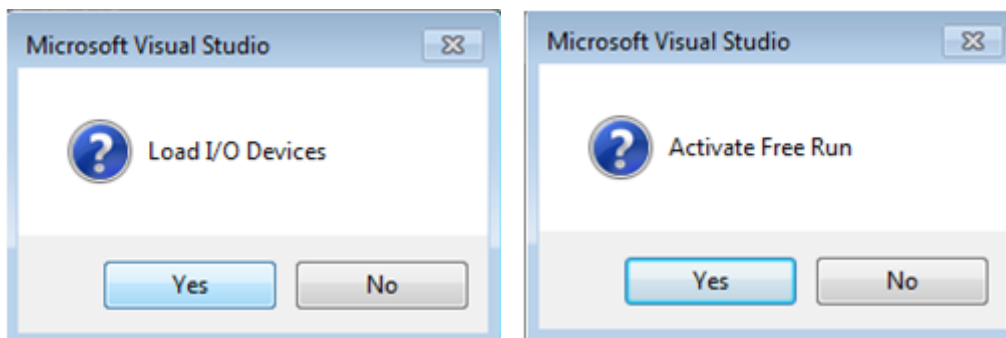 Microsoft Visual Studio
Load I/O Devices
Yes No
Microsoft Visual Studio
Activate Free Run
Yes No